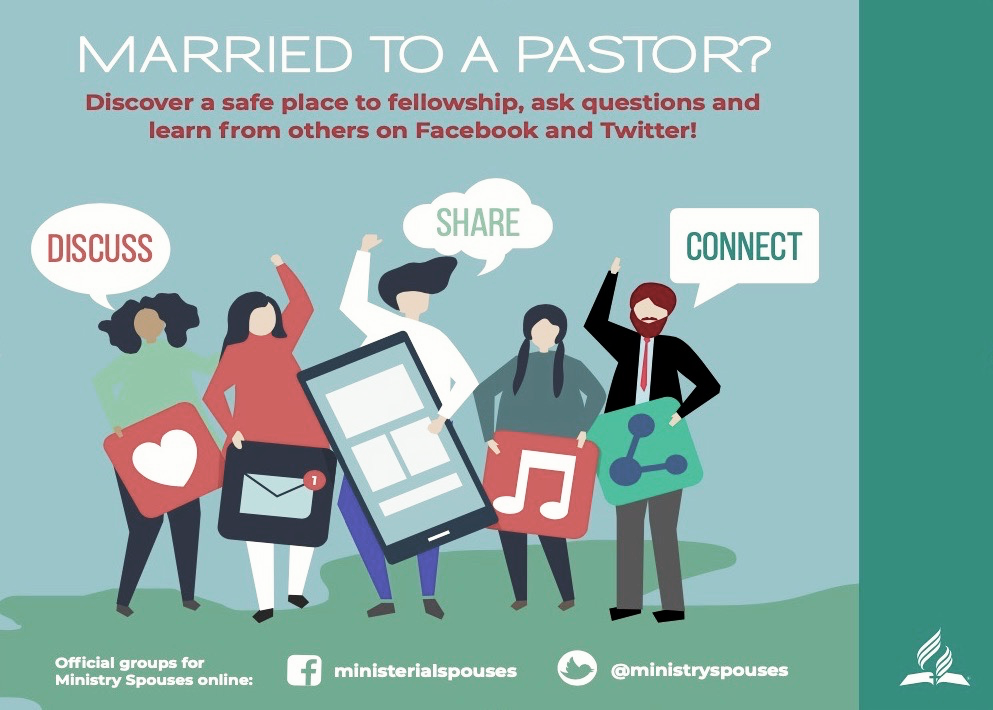 MARRIED TO A PASTOR?
Discover a safe place to fellowship, ask questions and
learn from others on Facebook and Twitter!
DISCUSS
SHARE
CONNECT
1
Official groups for
Ministry Spouses online:
ministerialspouses
@ministryspouses